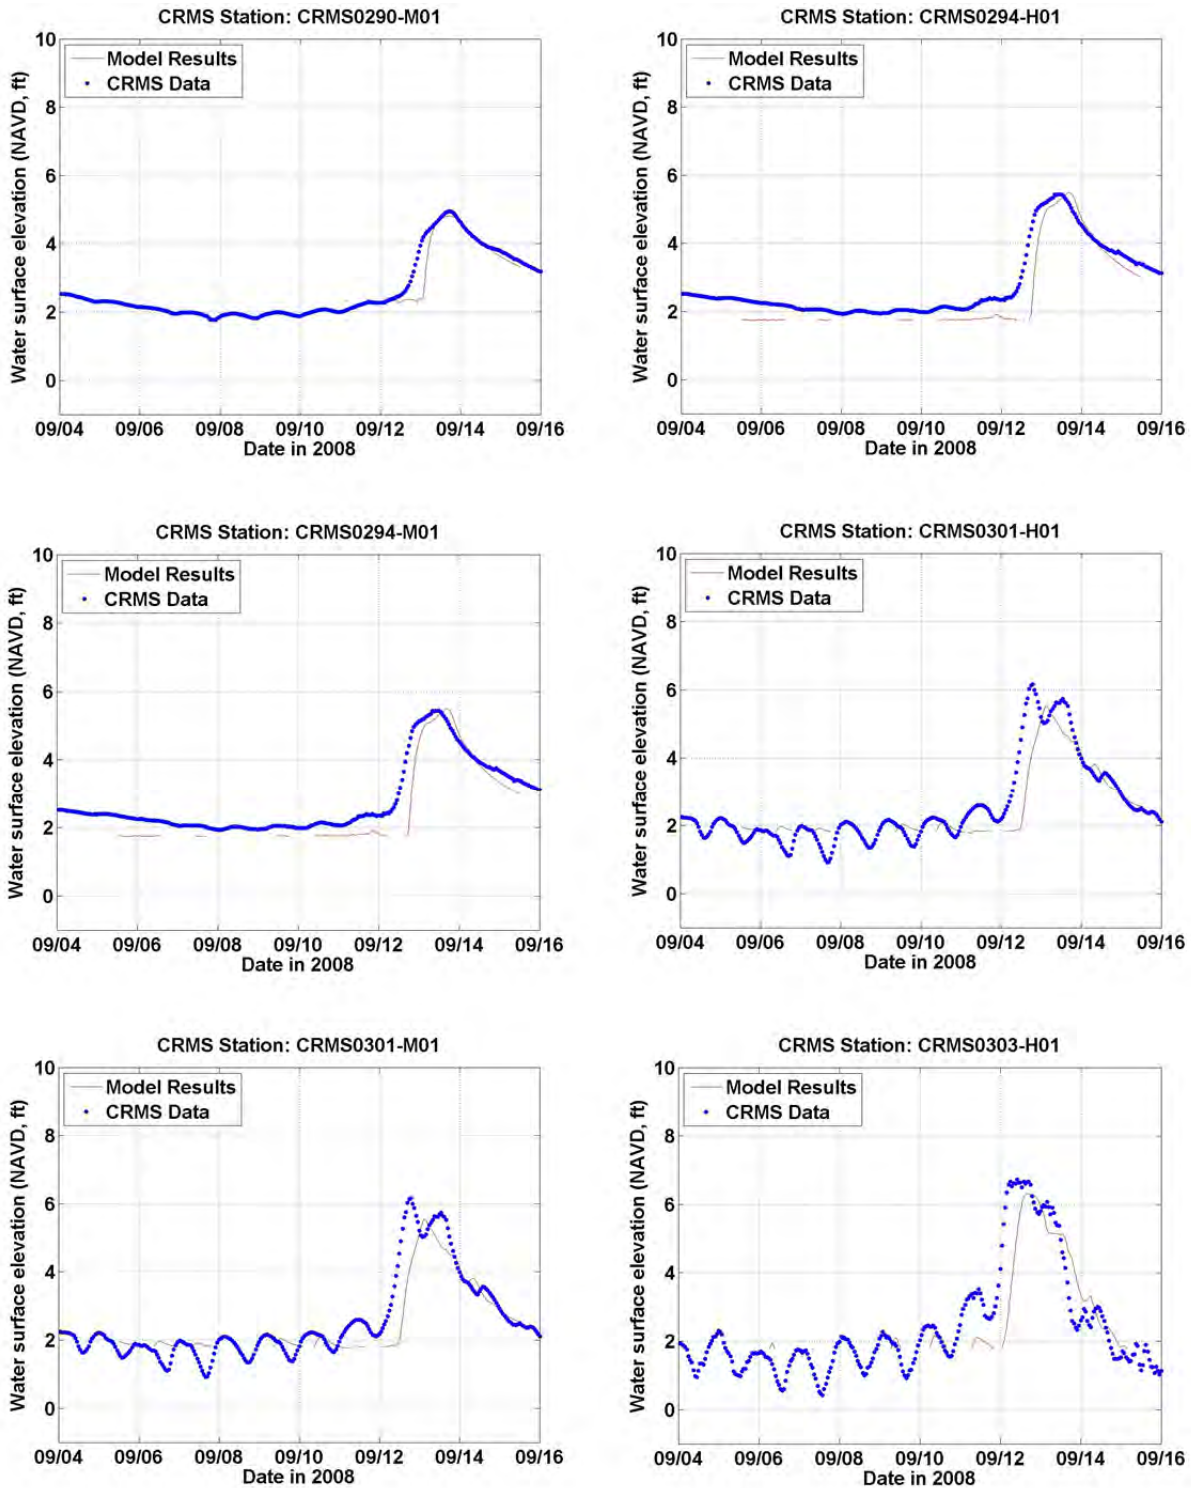 CRMS Station: CRMS0290-M01
10
8
6
4
2
0
Water surface elevation (NAVD, ft)
Model Results
CRMS Data
09/04 09/06 09/08 09/10 09/12 09/14 09/16
Date in 2008
CRMS Station: CRMS0294-H01
10
8
6
4
2
0
Water surface elevation (NAVD, ft)
Model Results
CRMS Data
09/04 09/06 09/08 09/10 09/12 09/14 09/16
Date in 2008
CRMS Station: CRMS0294-M01
10
8
6
4
2
0
Water surface elevation (NAVD, ft)
Model Results
CRMS Data
09/04 09/06 09/08 09/10 09/12 09/14 09/16
Date in 2008
CRMS Station: CRMS0301-H01
10
8
6
4
2
0
Water surface elevation (NAVD, ft)
Model Results
CRMS Data
09/04 09/06 09/08 09/10 09/12 09/14 09/16
Date in 2008
CRMS Station: CRMS0301-M01
10
8
6
4
2
0
Water surface elevation (NAVD, ft)
Model Results
CRMS Data
09/04 09/06 09/08 09/10 09/12 09/14 09/16
Date in 2008
CRMS Station: CRMS0303-H01
10
8
6
4
2
0
Water surface elevation (NAVD, ft)
Model Results
CRMS Data
09/04 09/06 09/08 09/10 09/12 09/14 09/16
Date in 2008